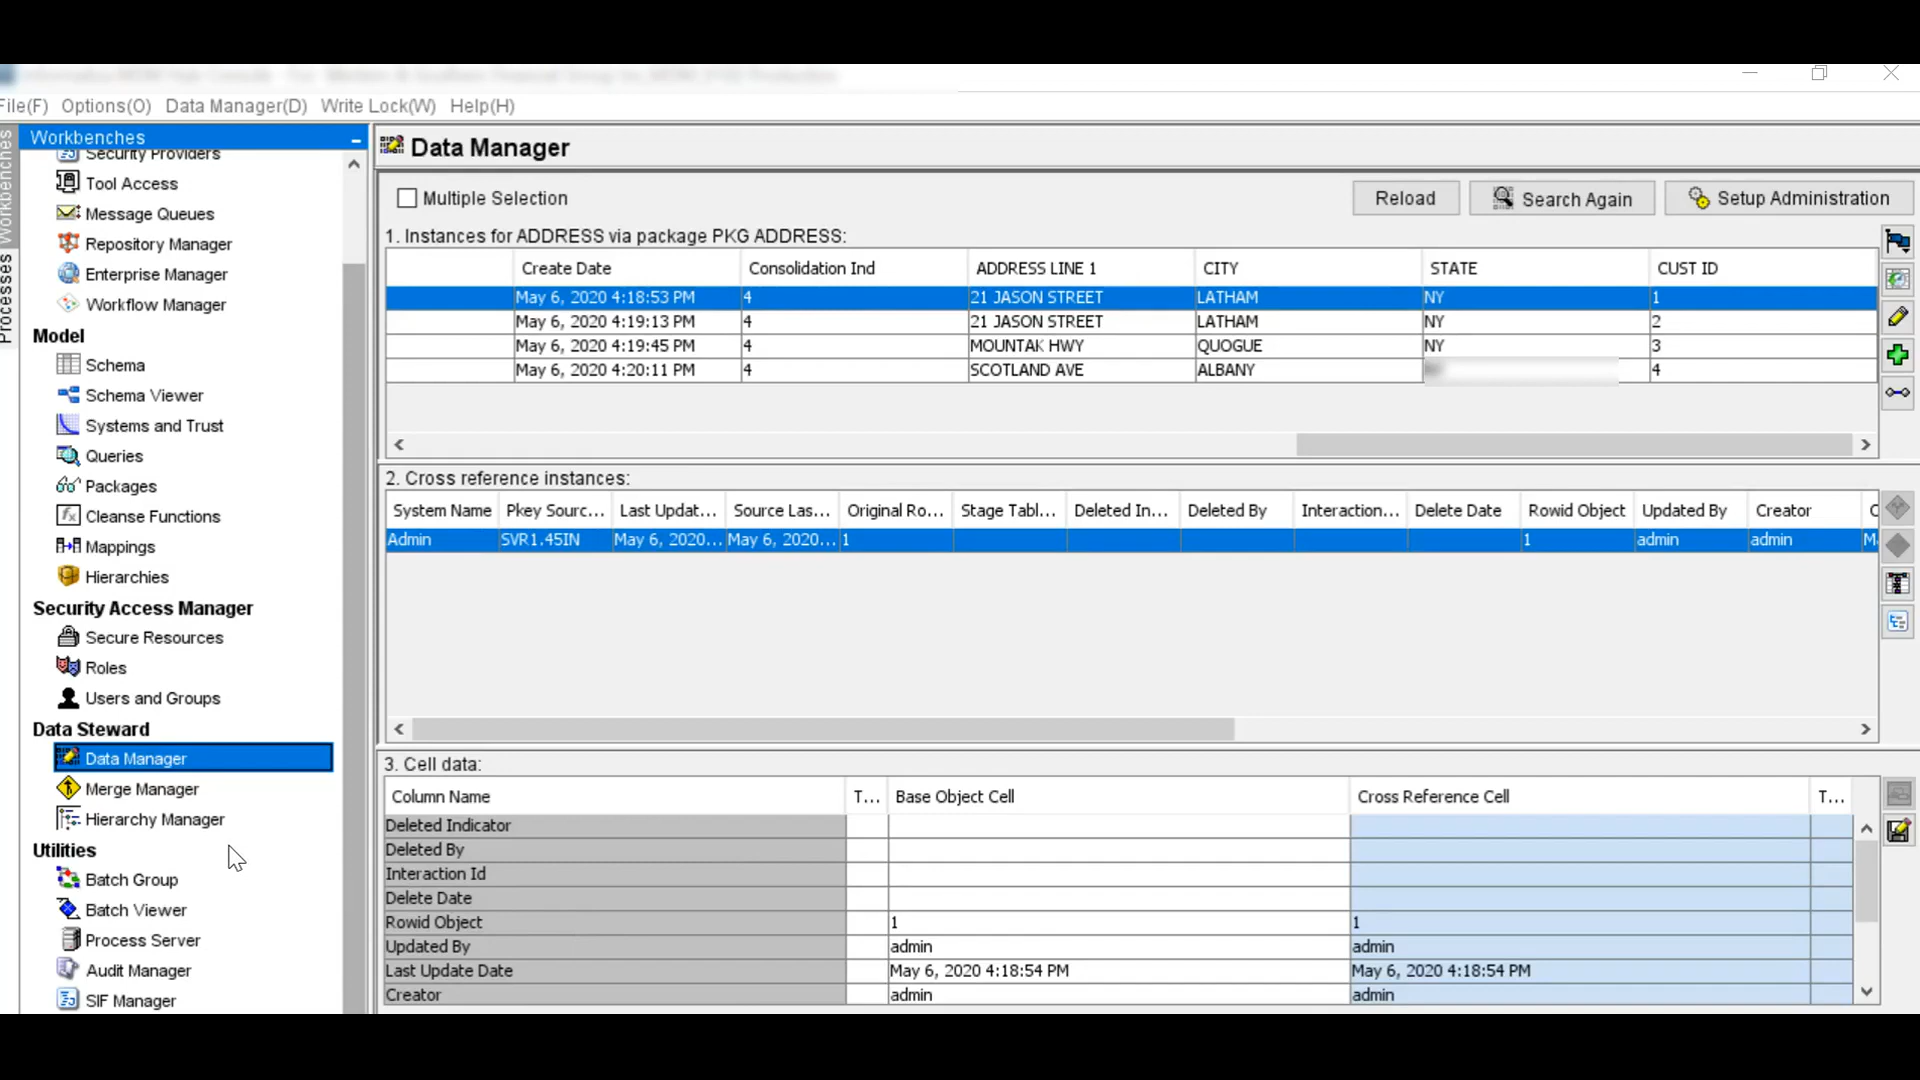 File(F) Options(O) Data Manager(D) Write Lock(W) Help(H)
Workbenches
Processes
Workbenches
Security Providers
Tool Access
Message Queues
Repository Manager
Enterprise Manager
Workflow Manager
Model
Schema
Schema Viewer
Systems and Trust
Queries
Packages
Cleanse Functions
Mappings
Hierarchies
Security Access Manager
Secure Resources
Roles
Users and Groups
Data Steward
Data Manager
Merge Manager
Hierarchy Manager
Utilities
Batch Group
Batch Viewer
Process Server
Audit Manager
SIF Manager
Data Manager
Multiple Selection Reload Search Again Setup Administration
1. Instances for ADDRESS via package PKG ADDRESS:
Create Date Consolidation Ind ADDRESS LINE 1 CITY STATE CUST ID
May 6, 2020 4:18:53 PM 4 21 JASON STREET LATHAM NY 1
May 6, 2020 4:19:13 PM 4 21 JASON STREET LATHAM NY 2
May 6, 2020 4:19:45 PM 4 MOUNTAK HWY QUOGUE NY 3
May 6, 2020 4:20:11 PM 4 SCOTLAND AVE ALBANY 4
2. Cross reference instances:
System Name Pkey Sourc... Last Updat... Source Las... Original Ro... Stage Tabl... Deleted In... Deleted By Interaction... Delete Date Rowid Object Updated By Creator
Admin SVR1.45IN May 6, 2020... May 6, 2020... 1 1 admin admin
3. Cell data:
Column Name T... Base Object Cell Cross Reference Cell T...
Deleted Indicator
Deleted By
Interaction Id
Delete Date
Rowid Object 1 1
Updated By admin admin
Last Update Date May 6, 2020 4:18:54 PM May 6, 2020 4:18:54 PM
Creator admin admin